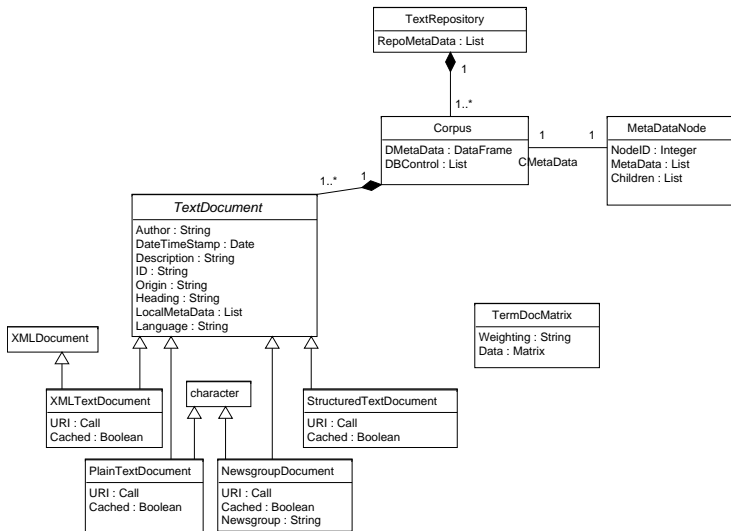 TextRepository
RepoMetaData : List
1
1..*
Corpus
DMetaData : DataFrame
DBControl : List
1
1
CMetaData
MetaDataNode
NodeID : Integer
MetaData : List
Children : List
1..*
1
TextDocument
Author : String
DateTimeStamp : Date
Description : String
ID : String
Origin : String
Heading : String
LocalMetaData : List
Language : String
TermDocMatrix
Weighting : String
Data : Matrix
XMLDocument
XMLTextDocument
URI : Call
Cached : Boolean
character
StructuredTextDocument
URI : Call
Cached : Boolean
PlainTextDocument
URI : Call
Cached : Boolean
NewsgroupDocument
URI : Call
Cached : Boolean
Newsgroup : String